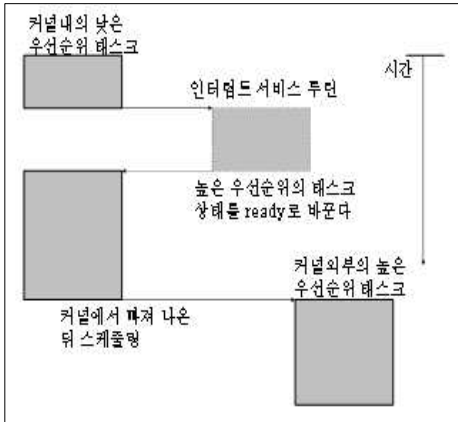 커널내의 낮은
우선순위 태스크
시간
인터럽트 서비스 루틴
높은 우선순위의 태스크
상태를 ready로 바꾼다
커널외부의 높은
우선순위 태스크
커널에서 빠져 나온
뒤 스케줄링